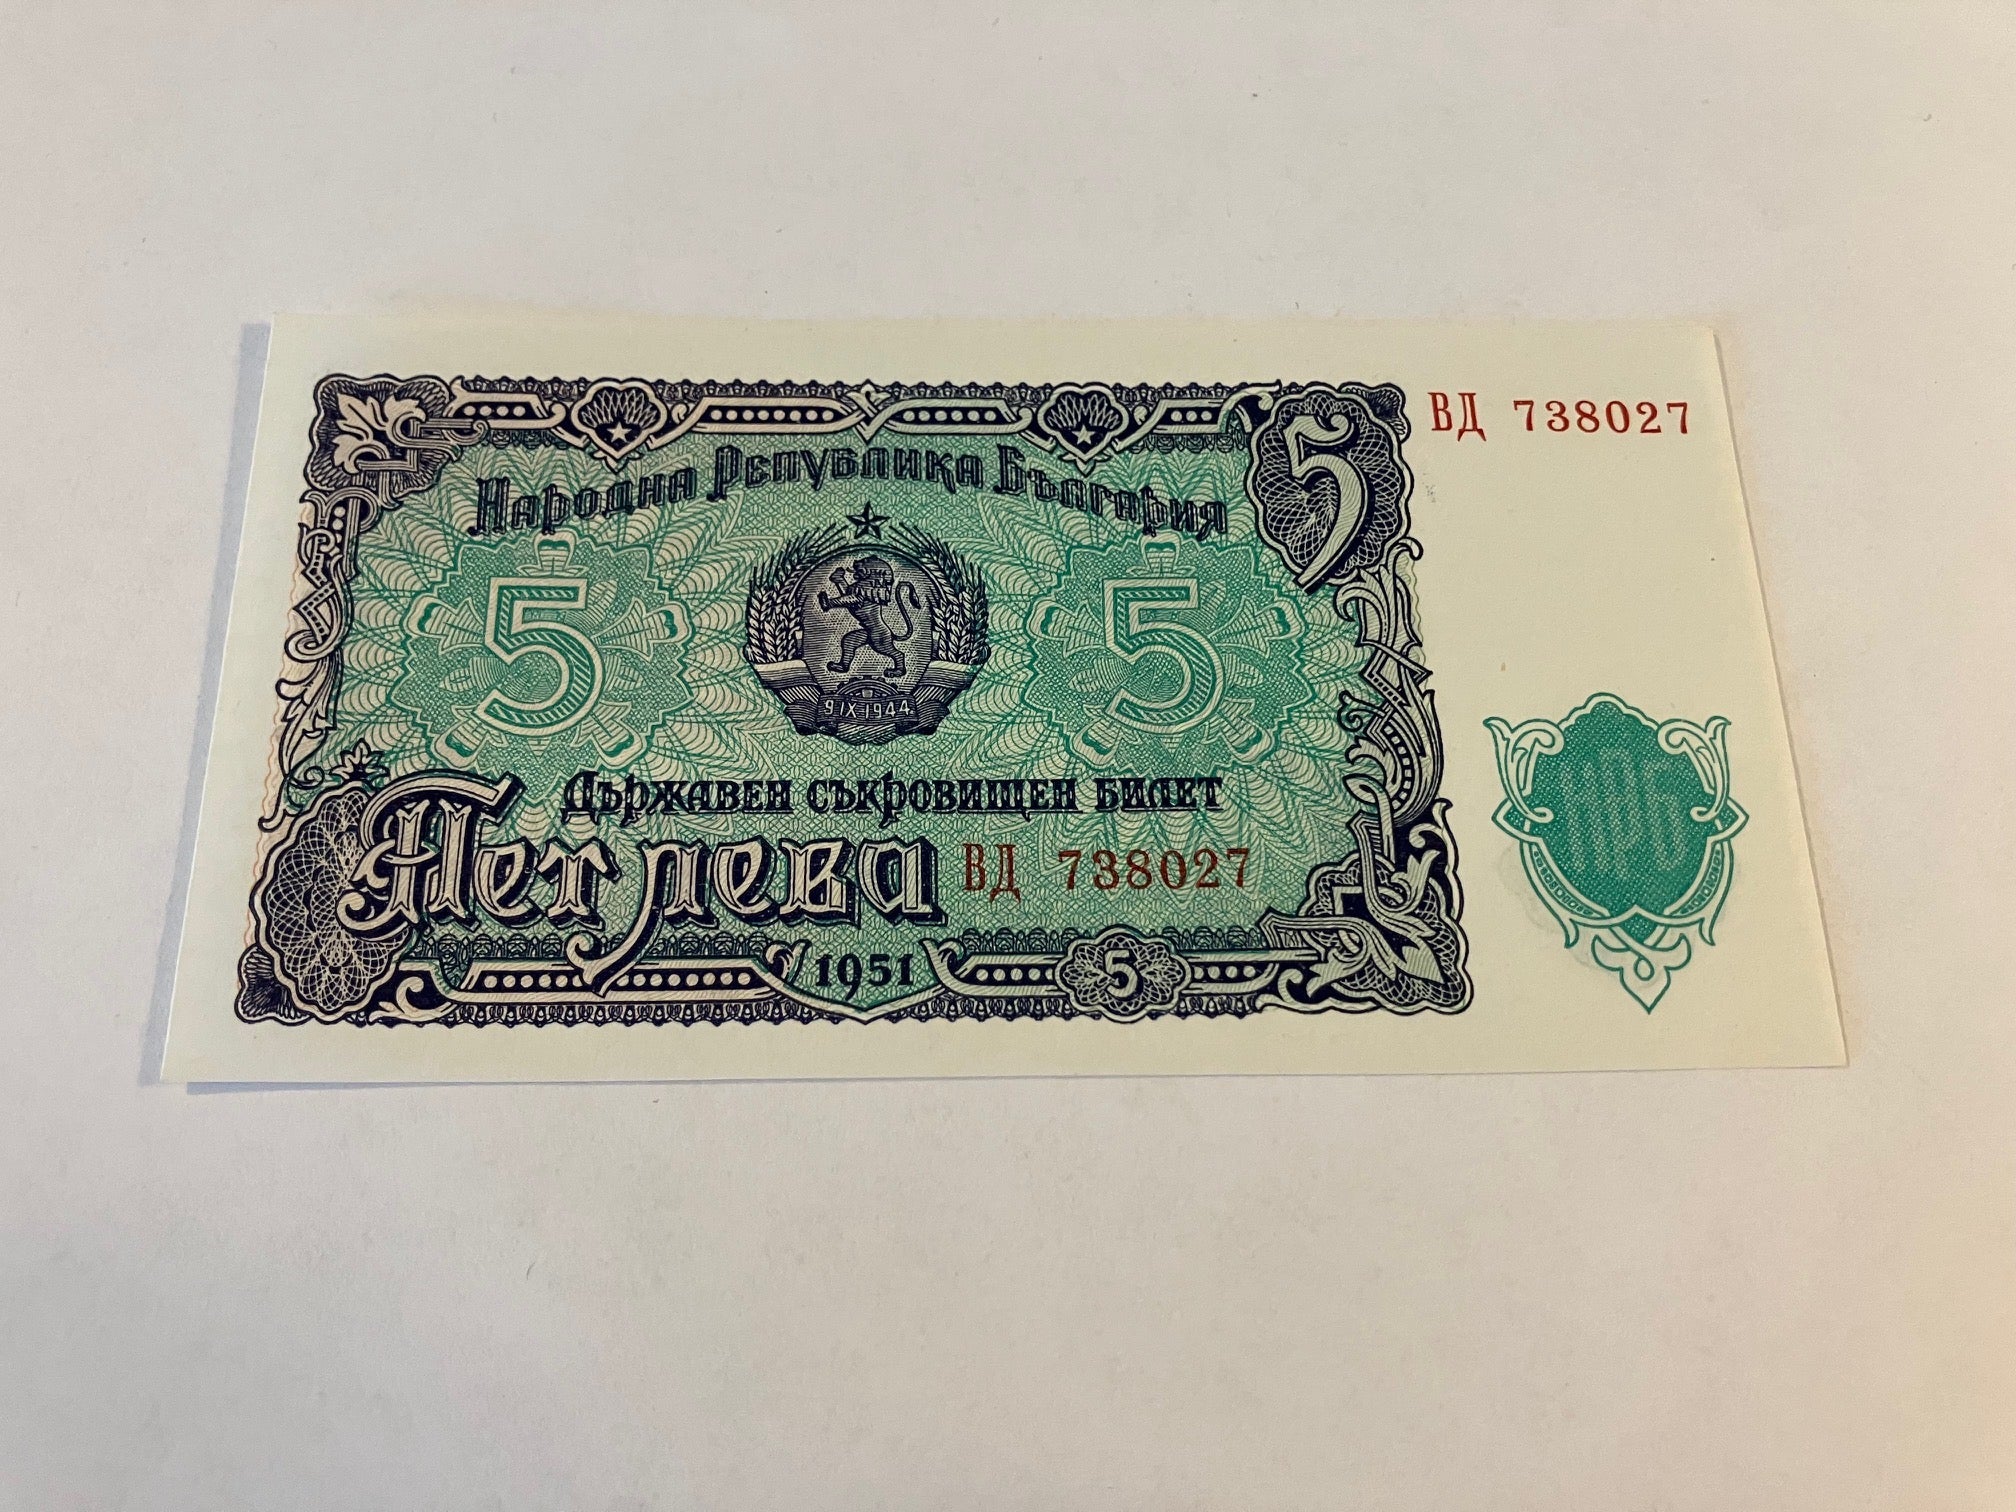 ВД 738027
5
Народна Република България
5 5
9.IX.1944
Държавен съкровищен билет
Пет лева ВД 738027
1951 5